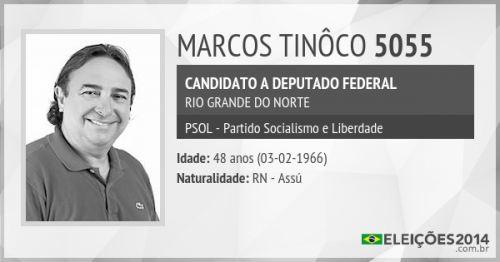 MARCOS TINÔCO 5055
CANDIDATO A DEPUTADO FEDERAL
RIO GRANDE DO NORTE
PSOL - Partido Socialismo e Liberdade
Idade: 48 anos (03-02-1966)
Naturalidade: RN - Assú
ELEIÇÕES2014
.com.br